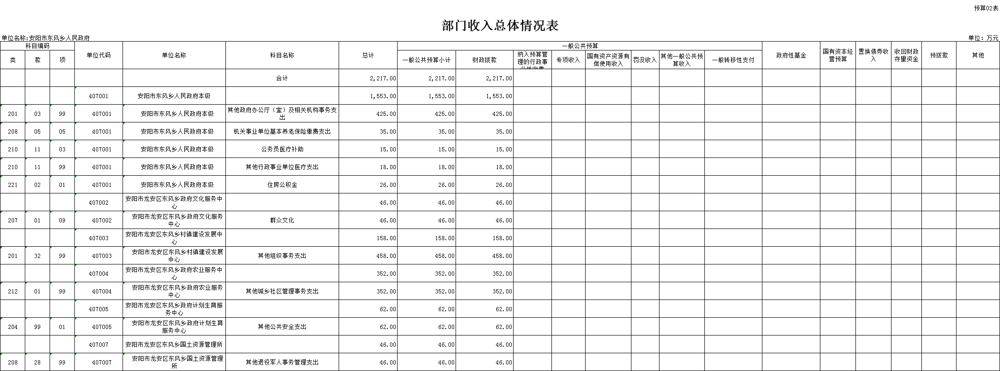 预算02表
部门收入总体情况表
单位名称:安阳市东风乡人民政府 单位：万元
科目编码 单位代码 单位名称 科目名称 总计 一般公共预算 政府性基金 国有资本经营预算 置换债券收入 收回财政存量资金 预拨款 其他
类 款 项 一般公共预算小计 财政拨款 纳入预算管理的行政事业性收费 专项收入 国有资产资源有偿使用收入 罚没收入 其他一般公共预算收入 一般转移性支付
合计 2,217.00 2,217.00 2,217.00
407001 安阳市东风乡人民政府本级 1,553.00 1,553.00 1,553.00
201 03 99 407001 安阳市东风乡人民政府本级 其他政府办公厅（室）及相关机构事务支出 425.00 425.00 425.00
208 05 05 407001 安阳市东风乡人民政府本级 机关事业单位基本养老保险缴费支出 35.00 35.00 35.00
210 11 03 407001 安阳市东风乡人民政府本级 公务员医疗补助 15.00 15.00 15.00
210 11 99 407001 安阳市东风乡人民政府本级 其他行政事业单位医疗支出 18.00 18.00 18.00
221 02 01 407001 安阳市东风乡人民政府本级 住房公积金 26.00 26.00 26.00
407002 安阳市龙安区东风乡政府文化服务中心 46.00 46.00 46.00
207 01 09 407002 安阳市龙安区东风乡政府文化服务中心 群众文化 46.00 46.00 46.00
407003 安阳市龙安区东风乡村镇建设发展中心 158.00 158.00 158.00
201 32 99 407003 安阳市龙安区东风乡村镇建设发展中心 其他组织事务支出 458.00 458.00 458.00
407004 安阳市龙安区东风乡政府农业服务中心 352.00 352.00 352.00
212 01 99 407004 安阳市龙安区东风乡政府农业服务中心 其他城乡社区管理事务支出 352.00 352.00 352.00
407005 安阳市龙安区东风乡政府计划生育服务中心 62.00 62.00 62.00
204 99 01 407005 安阳市龙安区东风乡政府计划生育服务中心 其他公共安全支出 62.00 62.00 62.00
407007 安阳市龙安区东风乡国土资源管理所 46.00 46.00 46.00
208 28 99 407007 安阳市龙安区东风乡国土资源管理所 其他退役军人事务管理支出 46.00 46.00 46.00